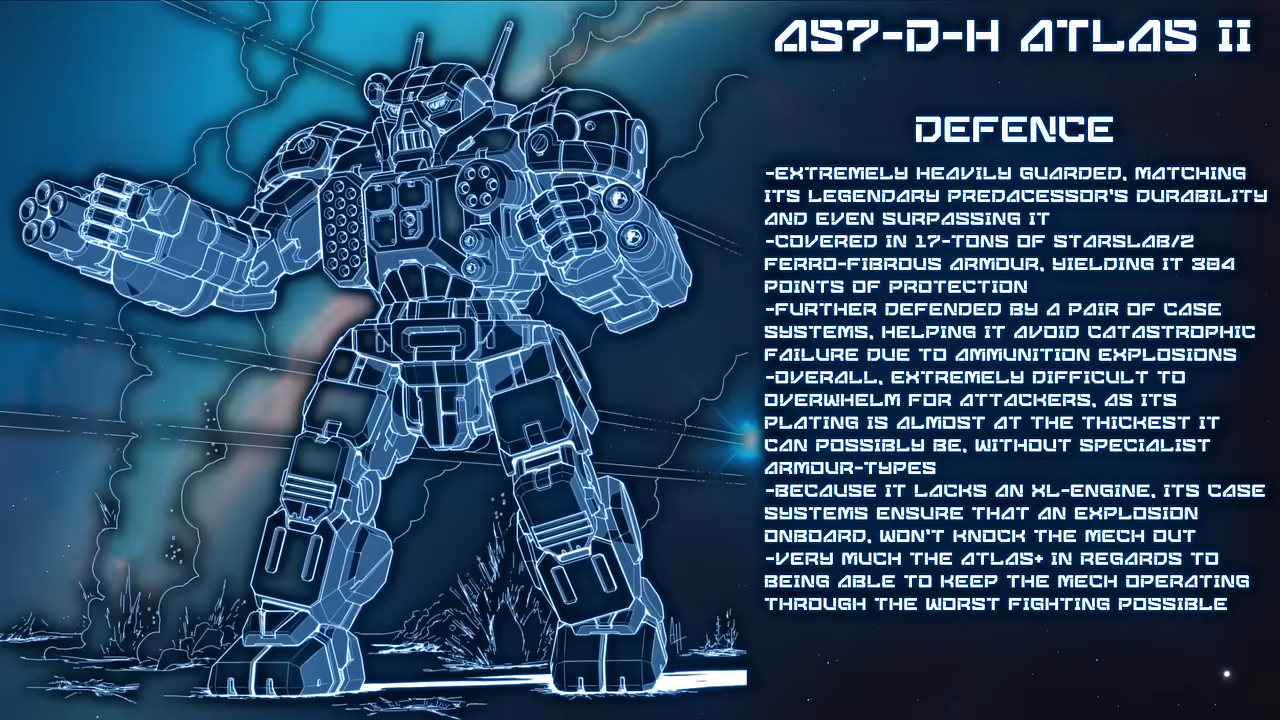 AS7-D-H ATLAS II
DEFENCE
-EXTREMELY HEAVILY GUARDED, MATCHING
ITS LEGENDARY PREDACESSOR'S DURABILITY
AND EVEN SURPASSING IT
-COVERED IN 17-TONS OF STARSLAB/2
FERRO-FIBROUS ARMOUR, YIELDING IT 304
POINTS OF PROTECTION
-FURTHER DEFENDED BY A PAIR OF CASE
SYSTEMS, HELPING IT AVOID CATASTROPHIC
FAILURE DUE TO AMMUNITION EXPLOSIONS
-OVERALL, EXTREMELY DIFFICULT TO
OVERWHELM FOR ATTACKERS, AS ITS
PLATING IS ALMOST AT THE THICKEST IT
CAN POSSIBLY BE, WITHOUT SPECIALIST
ARMOUR-TYPES
-BECAUSE IT LACKS AN XL-ENGINE, ITS CASE
SYSTEMS ENSURE THAT AN EXPLOSION
ONBOARD, WON'T KNOCK THE MECH OUT
-VERY MUCH THE ATLAS+ IN REGARDS TO
BEING ABLE TO KEEP THE MECH OPERATING
THROUGH THE WORST FIGHTING POSSIBLE